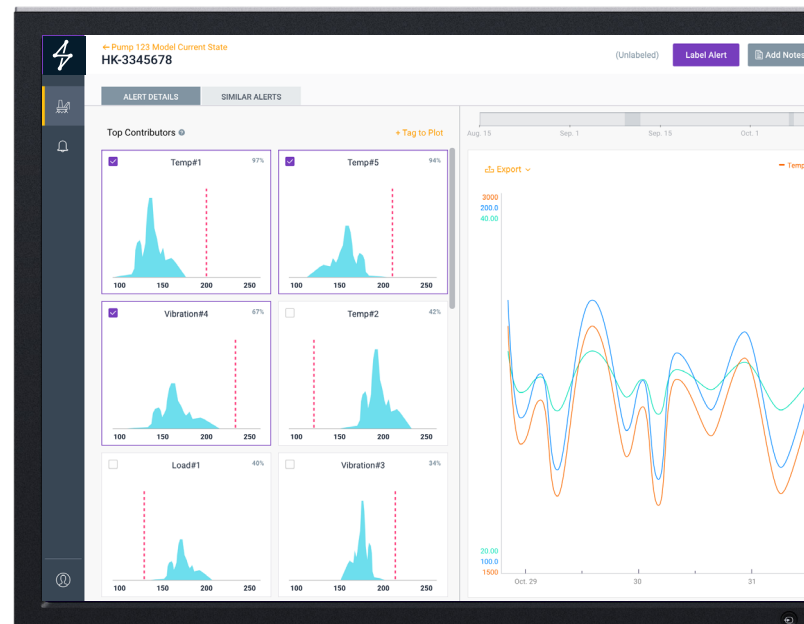 ← Pump 123 Model Current State
HK-3345678
(Unlabeled)
Label Alert
Add Notes
ALERT DETAILS
SIMILAR ALERTS
Top Contributors
+ Tag to Plot
Temp#1
97%
100 150 200 250
Temp#5
94%
100 150 200 250
Vibration#4
67%
100 150 200 250
Temp#2
42%
100 150 200 250
Load#1
40%
100 150 200 250
Vibration#3
34%
100 150 200 250
Aug. 15 Sep. 1 Sep. 15 Oct. 1
Export
Temp
3000
200.0
40.00
20.00
100.0
1500
Oct. 29 30 31